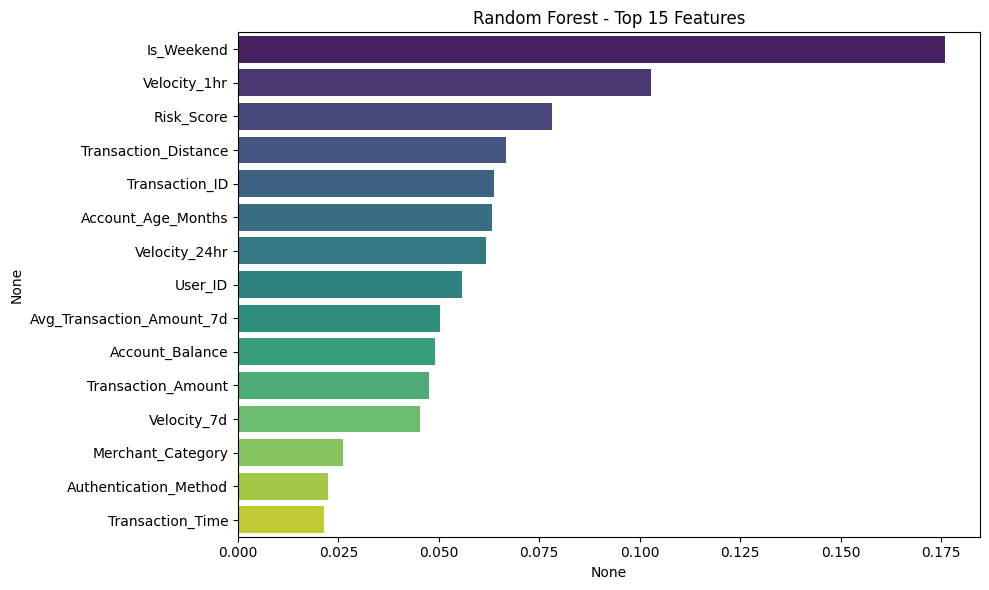 Random Forest - Top 15 Features
Is_Weekend
Velocity_1hr
Risk_Score
Transaction_Distance
Transaction_ID
Account_Age_Months
Velocity_24hr
User_ID
Avg_Transaction_Amount_7d
Account_Balance
Transaction_Amount
Velocity_7d
Merchant_Category
Authentication_Method
Transaction_Time
None
0.000 0.025 0.050 0.075 0.100 0.125 0.150 0.175
None